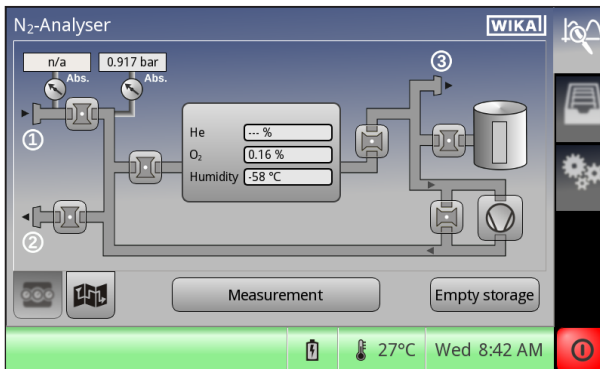 N₂-Analyser
WIKA
n/a
0.917 bar
Abs.
Abs.
3
1
He
--- %
O₂
0.16 %
Humidity
-58 °C
2
Measurement
Empty storage
27°C
Wed 8:42 AM